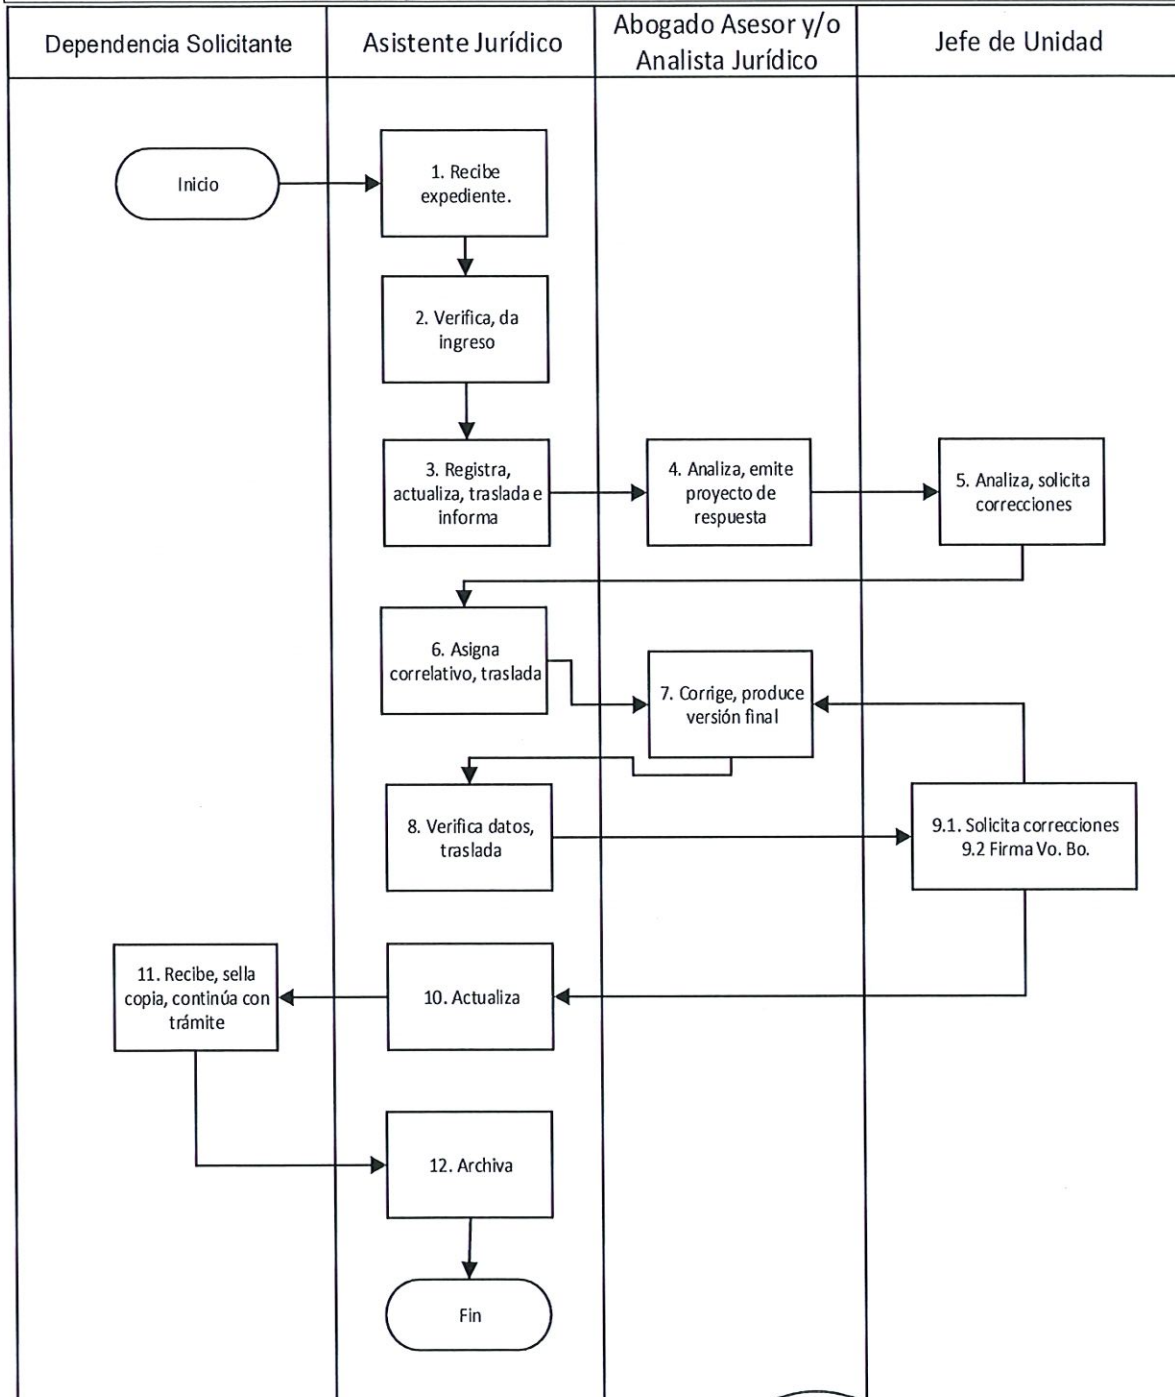 Dependencia Solicitante
Asistente Jurídico
Abogado Asesor y/o
Analista Jurídico
Jefe de Unidad
Inicio
1. Recibe
expediente.
2. Verifica, da
ingreso
3. Registra,
actualiza, traslada e
informa
4. Analiza, emite
proyecto de
respuesta
5. Analiza, solicita
correcciones
6. Asigna
correlativo, traslada
7. Corrige, produce
versión final
8. Verifica datos,
traslada
9.1. Solicita correcciones
9.2 Firma Vo. Bo.
11. Recibe, sella
copia, continúa con
trámite
10. Actualiza
12. Archiva
Fin